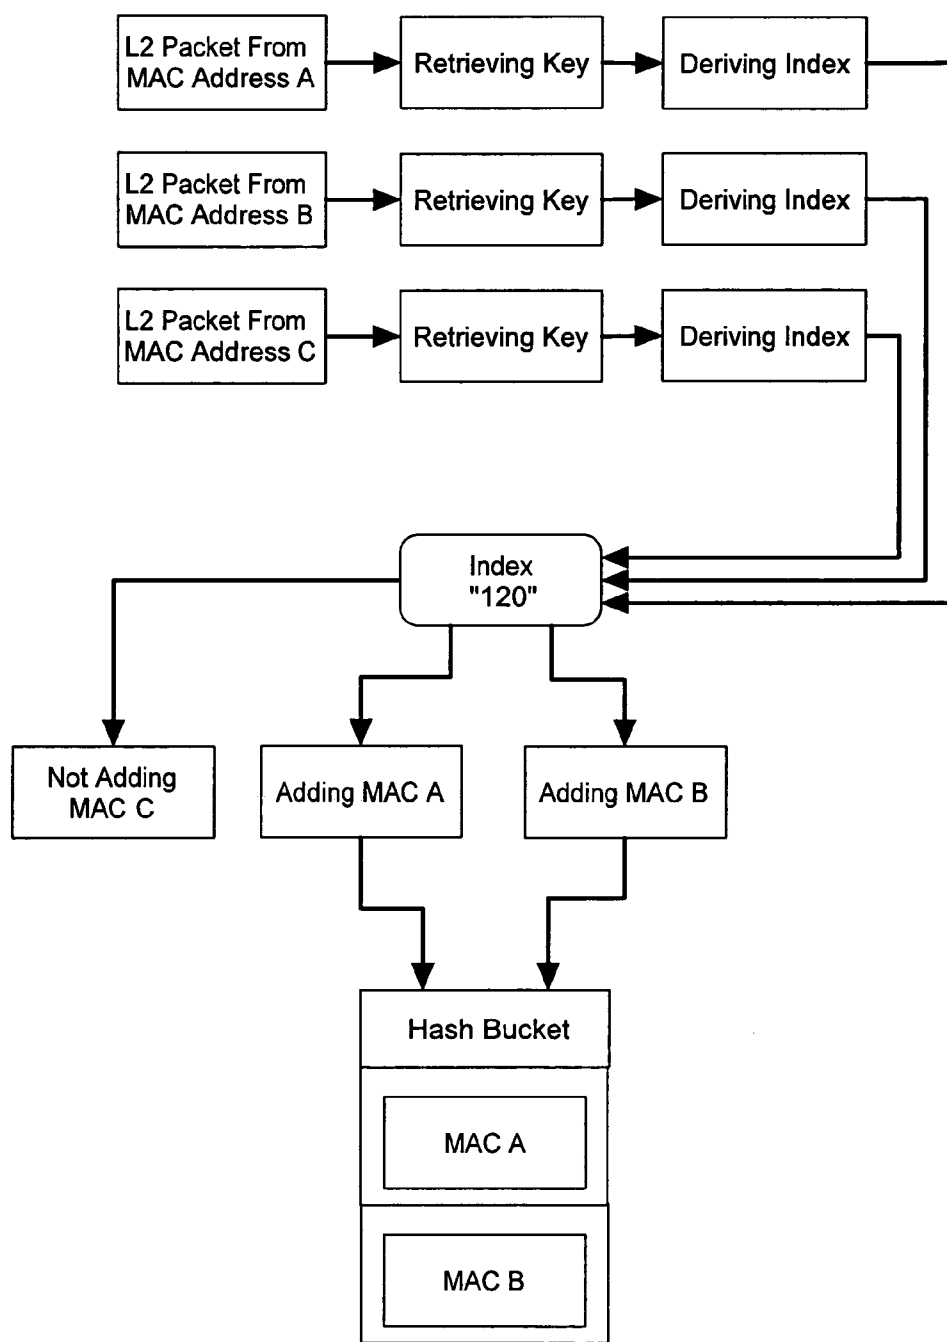 L2 Packet From
MAC Address A
Retrieving Key
Deriving Index
L2 Packet From
MAC Address B
Retrieving Key
Deriving Index
L2 Packet From
MAC Address C
Retrieving Key
Deriving Index
Index
"120"
Not Adding
MAC C
Adding MAC A
Adding MAC B
Hash Bucket
MAC A
MAC B